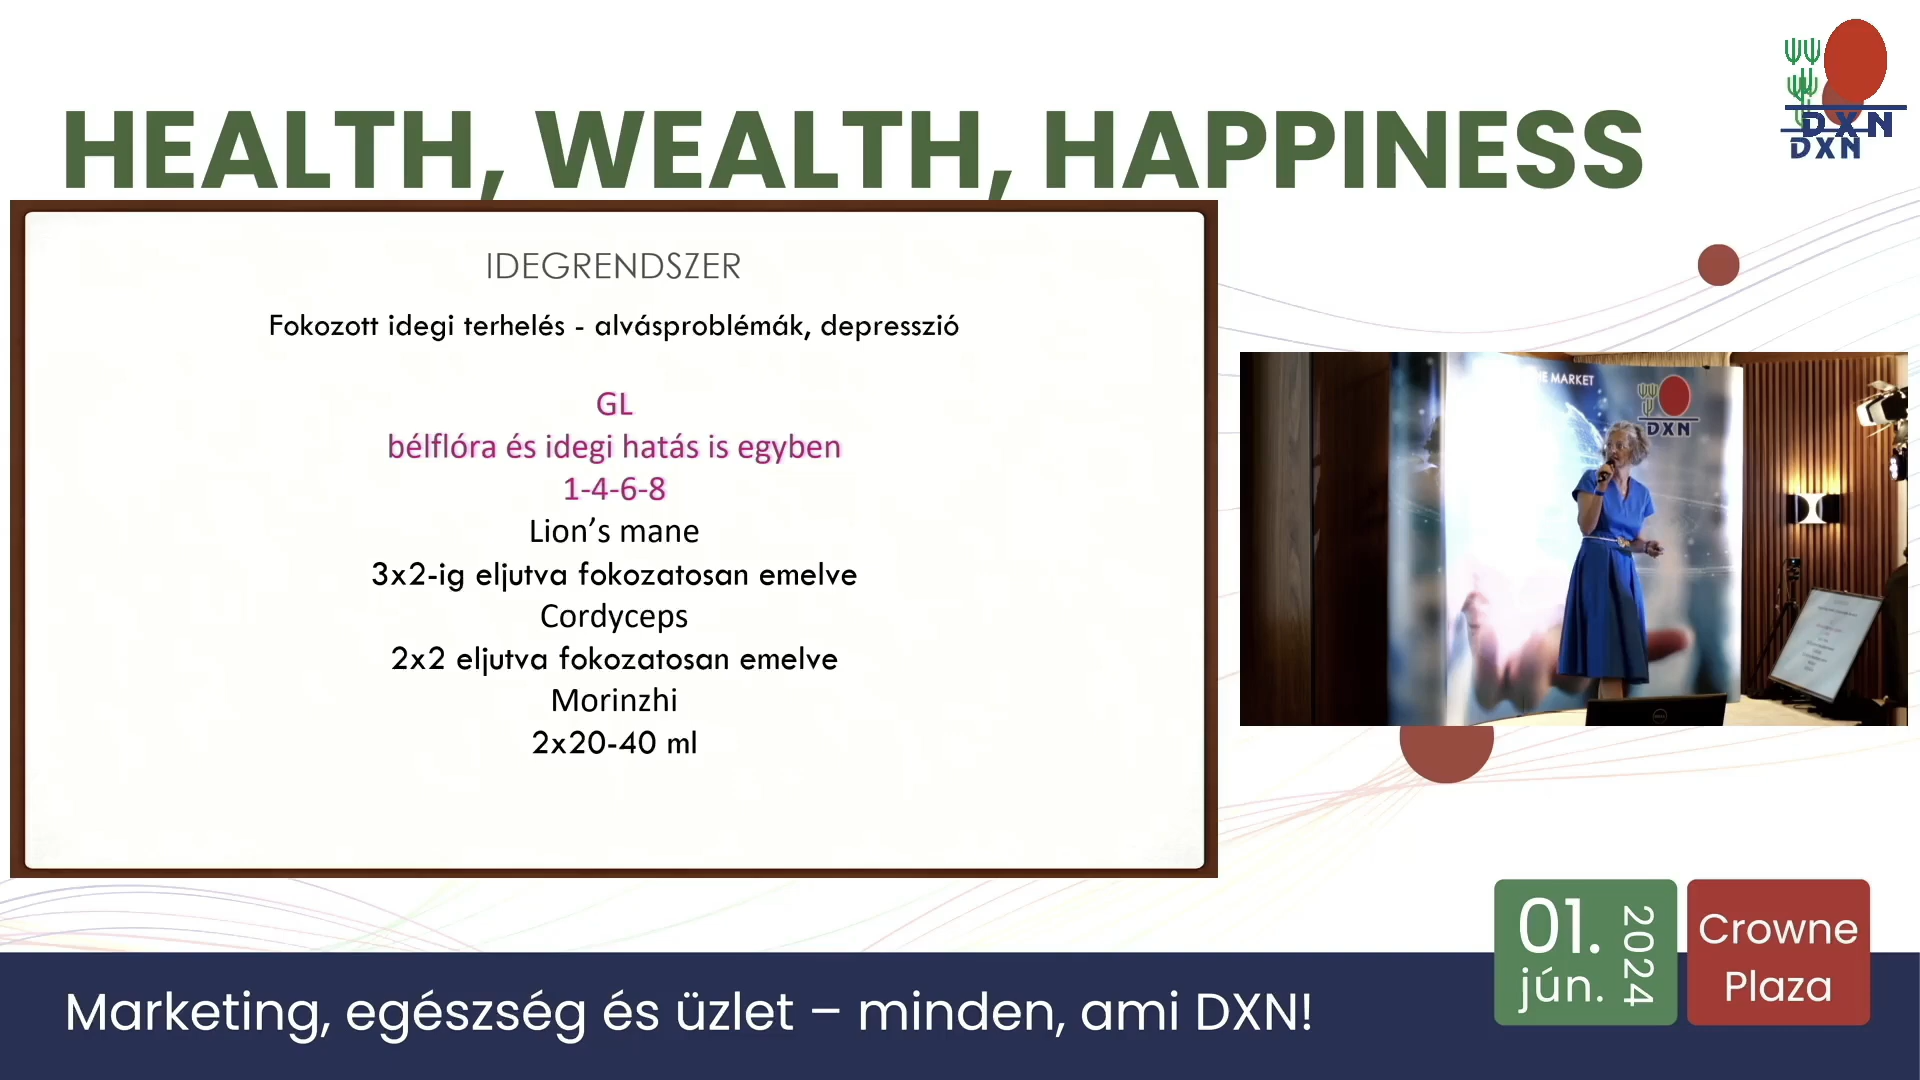 HEALTH, WEALTH, HAPPINESS
DXN
DXN
IDEGRENDSZER
Fokozott idegi terhelés - alvásproblémák, depresszió
GL
bélflóra és idegi hatás is egyben
1-4-6-8
Lion’s mane
3x2-ig eljutva fokozatosan emelve
Cordyceps
2x2 eljutva fokozatosan emelve
Morinzhi
2x20-40 ml
MARKET
DXN
01.
jún.
2024
Crowne
Plaza
Marketing, egészség és üzlet – minden, ami DXN!